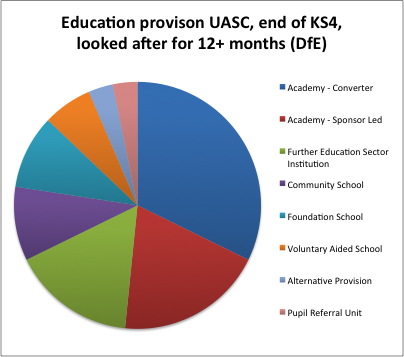 Education provison UASC, end of KS4,
looked after for 12+ months (DfE)
Academy - Converter
Academy - Sponsor Led
Further Education Sector
Institution
Community School
Foundation School
Voluntary Aided School
Alternative Provision
Pupil Referral Unit